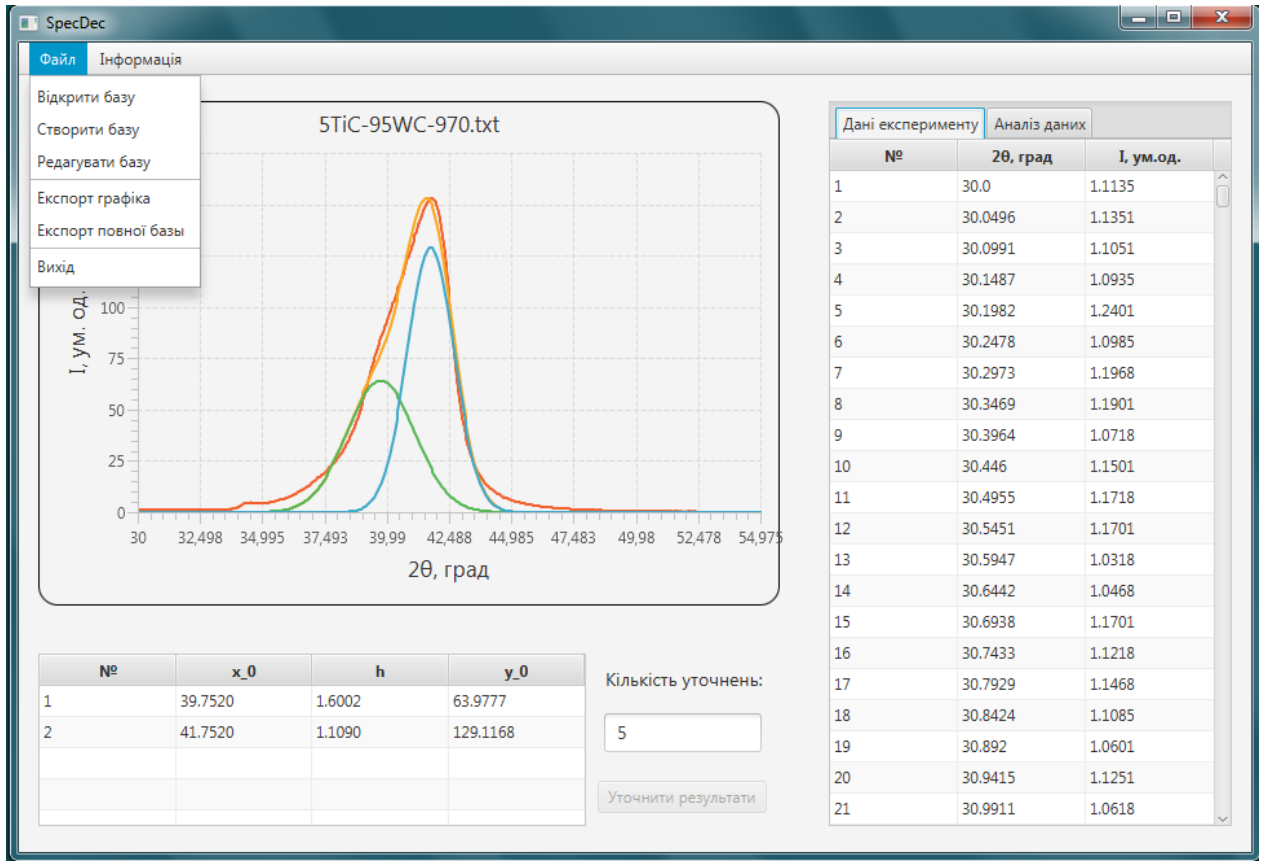 SpecDec
Файл Інформація
Відкрити базу
Створити базу
Редагувати базу
Експорт графіка
Експорт повної базы
Вихід
5TiC-95WC-970.txt
I, ум. од.
100
75
50
25
0
30 32,498 34,995 37,493 39,99 42,488 44,985 47,483 49,98 52,478 54,975
2θ, град
№ x_0 h y_0
1 39.7520 1.6002 63.9777
2 41.7520 1.1090 129.1168
Кількість уточнень:
5
Уточнити результати
Дані експерименту Аналіз даних
№ 2θ, град I, ум.од.
1 30.0 1.1135
2 30.0496 1.1351
3 30.0991 1.1051
4 30.1487 1.0935
5 30.1982 1.2401
6 30.2478 1.0985
7 30.2973 1.1968
8 30.3469 1.1901
9 30.3964 1.0718
10 30.446 1.1501
11 30.4955 1.1718
12 30.5451 1.1701
13 30.5947 1.0318
14 30.6442 1.0468
15 30.6938 1.1701
16 30.7433 1.1218
17 30.7929 1.1468
18 30.8424 1.1085
19 30.892 1.0601
20 30.9415 1.1251
21 30.9911 1.0618